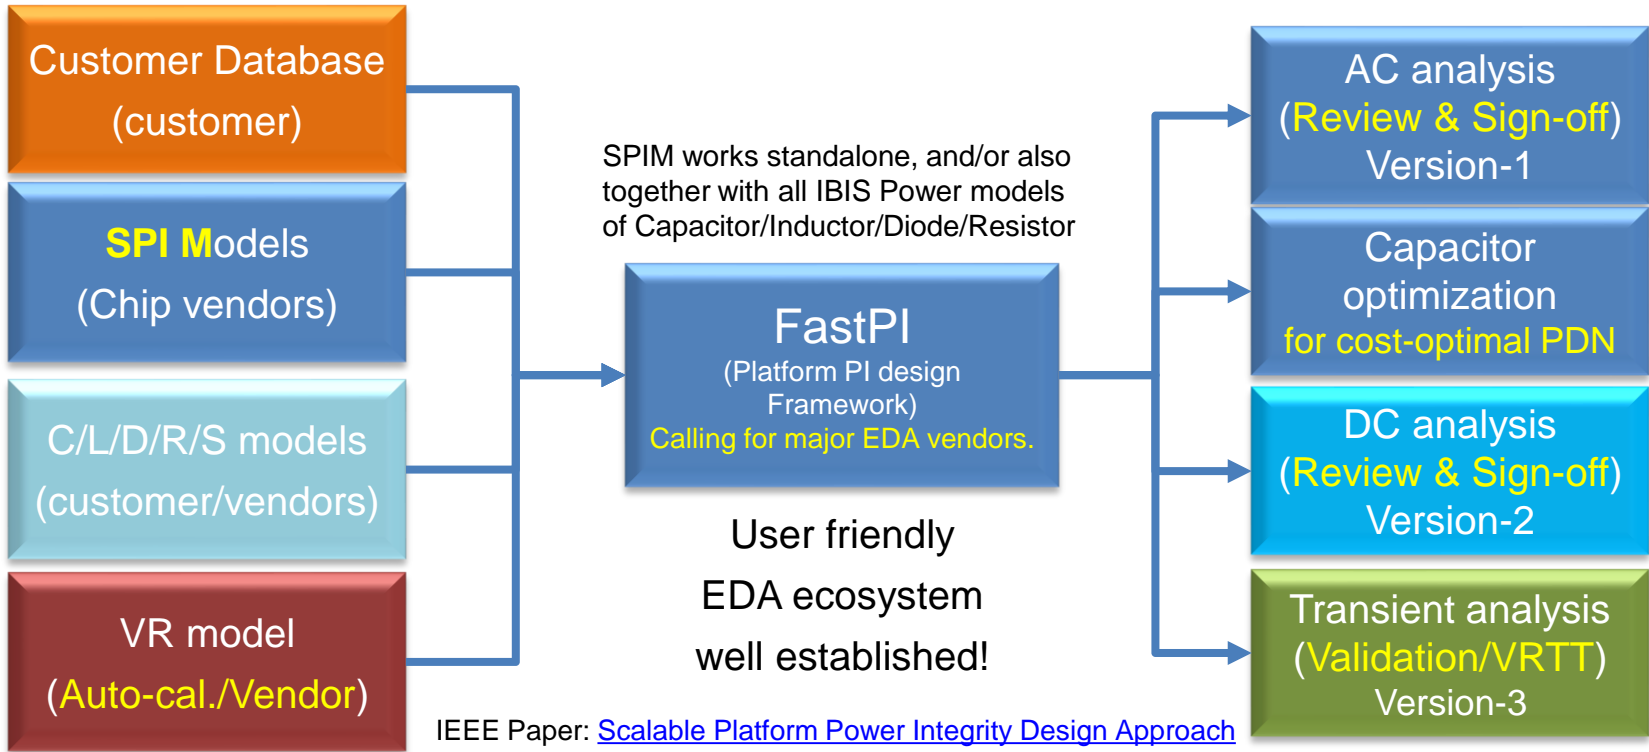 Customer Database
(customer)
SPI Models
(Chip vendors)
C/L/D/R/S models
(customer/vendors)
VR model
(Auto-cal./Vendor)
SPIM works standalone, and/or also
together with all IBIS Power models
of Capacitor/Inductor/Diode/Resistor
FastPI
(Platform PI design
Framework)
Calling for major EDA vendors.
User friendly
EDA ecosystem
well established!
IEEE Paper: Scalable Platform Power Integrity Design Approach
AC analysis
(Review & Sign-off)
Version-1
Capacitor
optimization
for cost-optimal PDN
DC analysis
(Review & Sign-off)
Version-2
Transient analysis
(Validation/VRTT)
Version-3